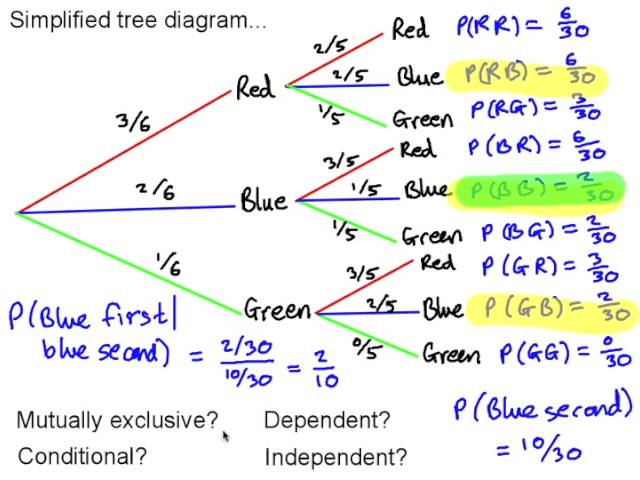 Simplified tree diagram...
2/5 Red P(RR) = 6/30
3/6 Red 2/5 Blue P(RB) = 6/30
1/5 Green P(RG) = 3/30
3/5 Red P(BR) = 6/30
2/6 Blue 1/5 Blue P(BB) = 2/30
1/5 Green P(BG) = 2/30
1/6 3/5 Red P(GR) = 3/30
Green 2/5 Blue P(GB) = 2/30
0/5 Green P(GG) = 0/30
P(Blue first|
blue second) = 2/30 / 10/30 = 2/10
P(Blue second)
= 10/30
Mutually exclusive? Dependent?
Conditional? Independent?